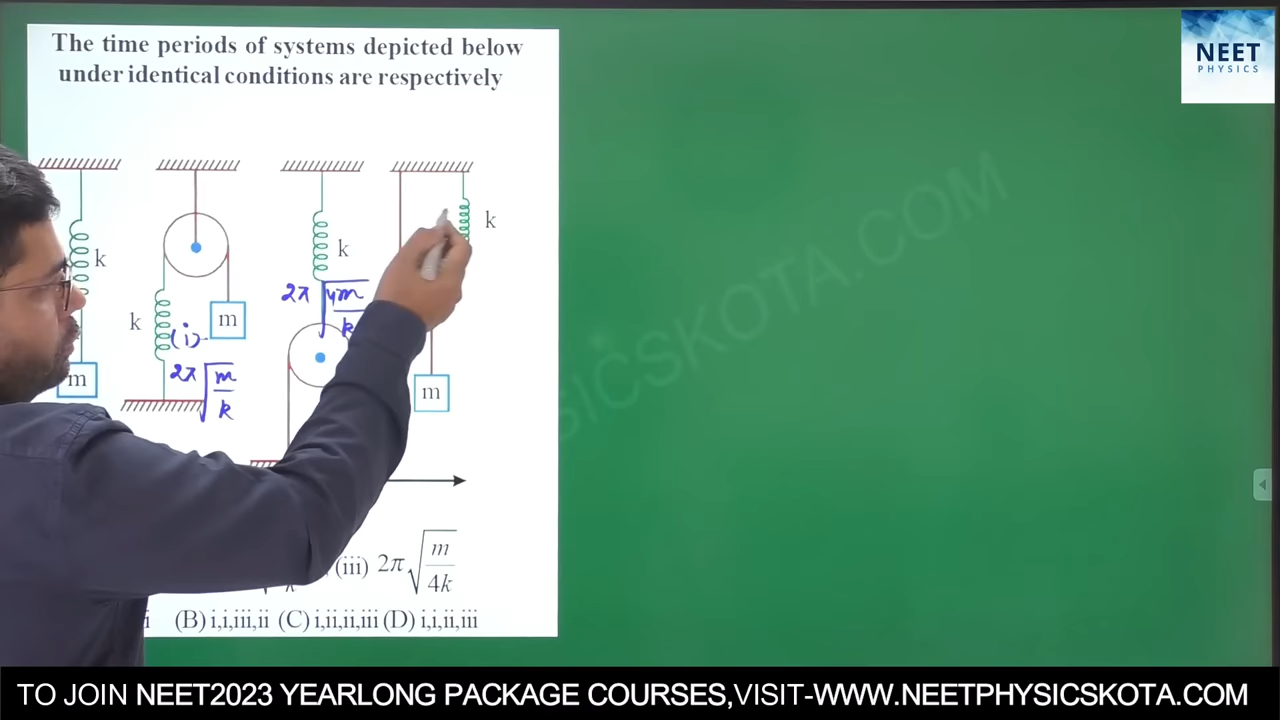 The time periods of systems depicted below
under identical conditions are respectively
NEET
PHYSICS
k
k
k
k
m
(i)
m
2π √m/k
2π √4m/k
m
(iii) 2π √m/4k
(B) i,i,iii,ii (C) i,ii,ii,iii (D) i,i,ii,iii
TO JOIN NEET2023 YEARLONG PACKAGE COURSES,VISIT-WWW.NEETPHYSICSKOTA.COM